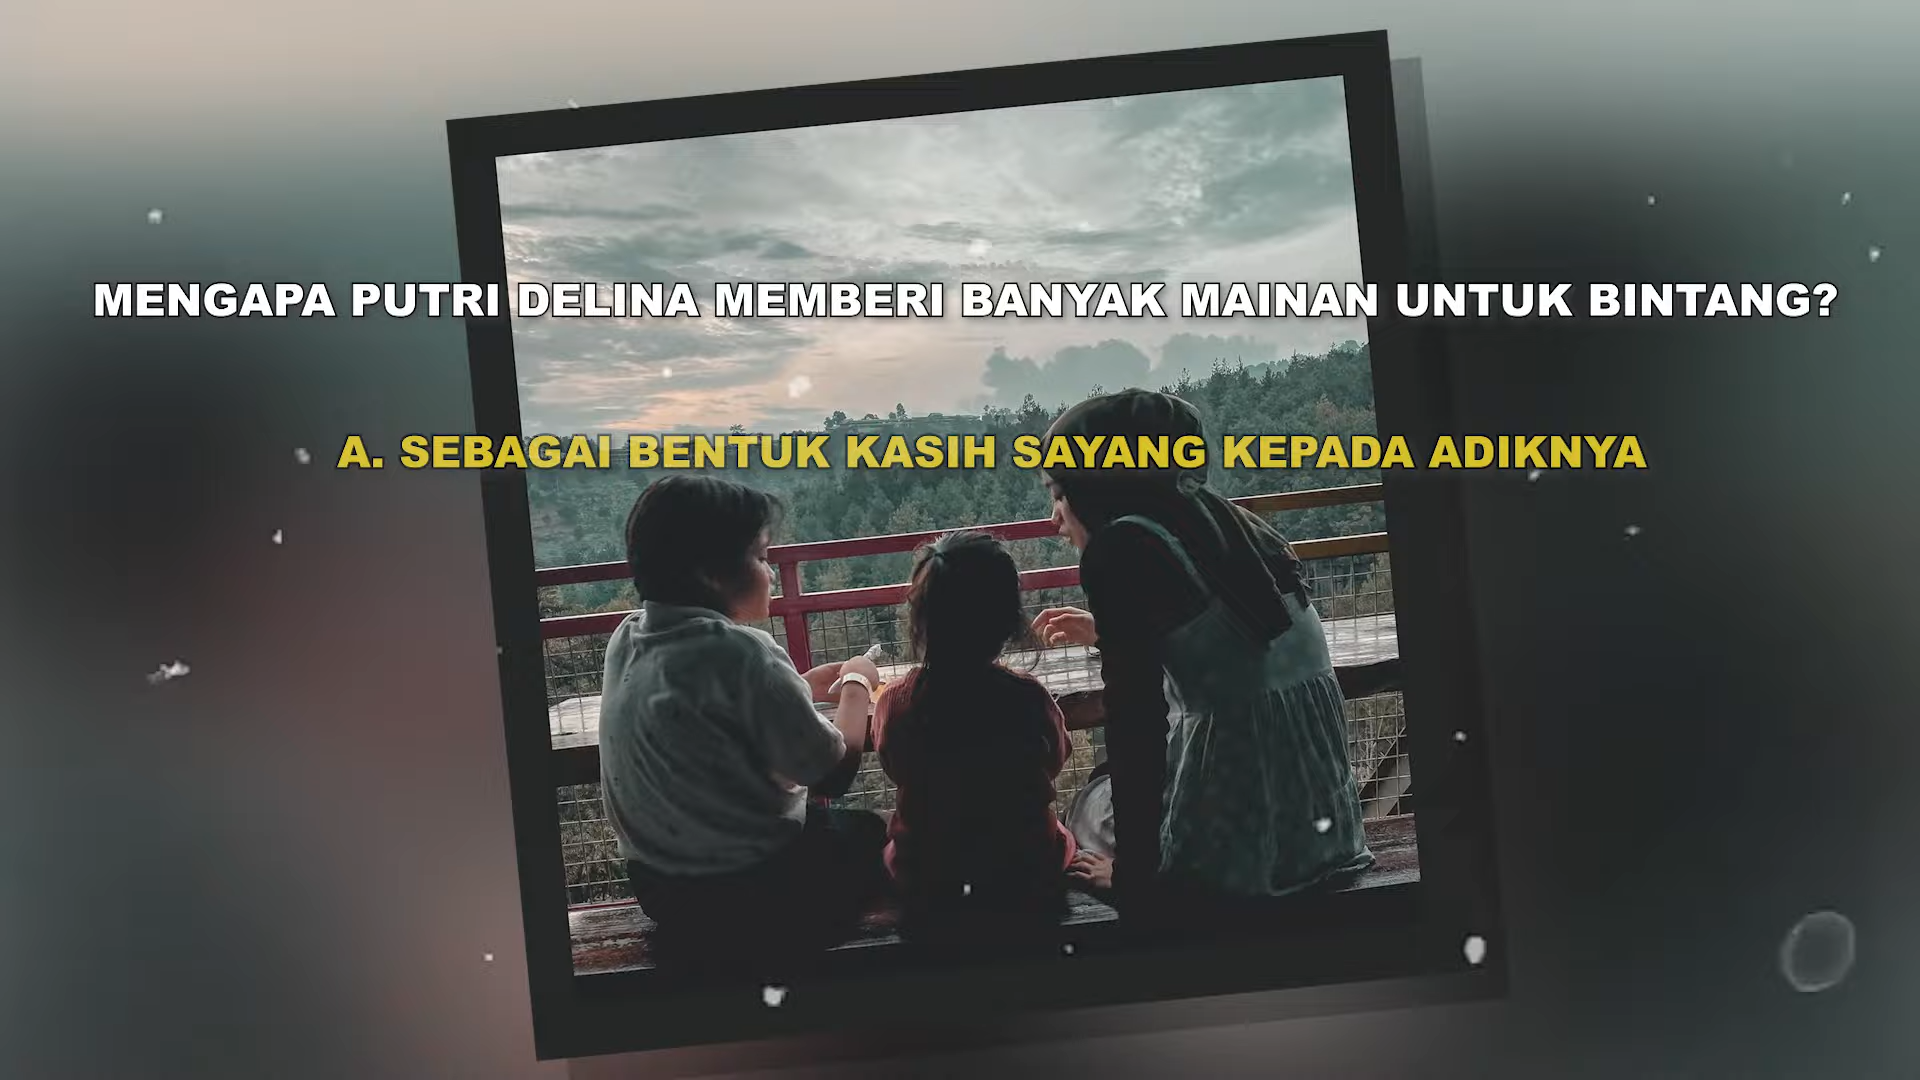 MENGAPA PUTRI DELINA MEMBERI BANYAK MAINAN UNTUK BINTANG?
A. SEBAGAI BENTUK KASIH SAYANG KEPADA ADIKNYA